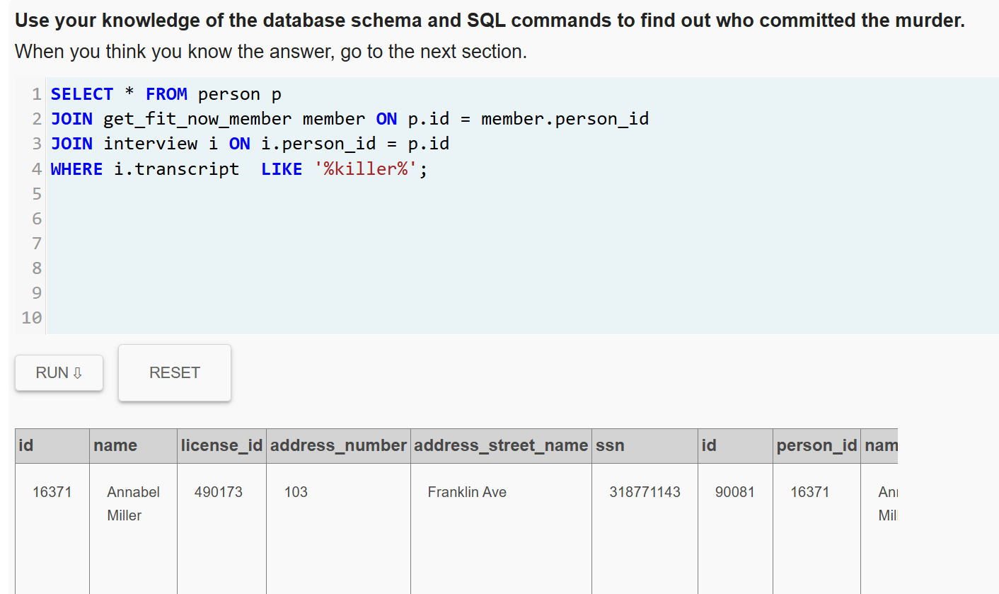 Use your knowledge of the database schema and SQL commands to find out who committed the murder.
When you think you know the answer, go to the next section.
1 SELECT * FROM person p
2 JOIN get_fit_now_member member ON p.id = member.person_id
3 JOIN interview i ON i.person_id = p.id
4 WHERE i.transcript  LIKE '%killer%';
5
6
7
8
9
10
RUN ⇩ RESET
id name license_id address_number address_street_name ssn id person_id
16371 Annabel 490173 103 Franklin Ave 318771143 90081 16371
Miller